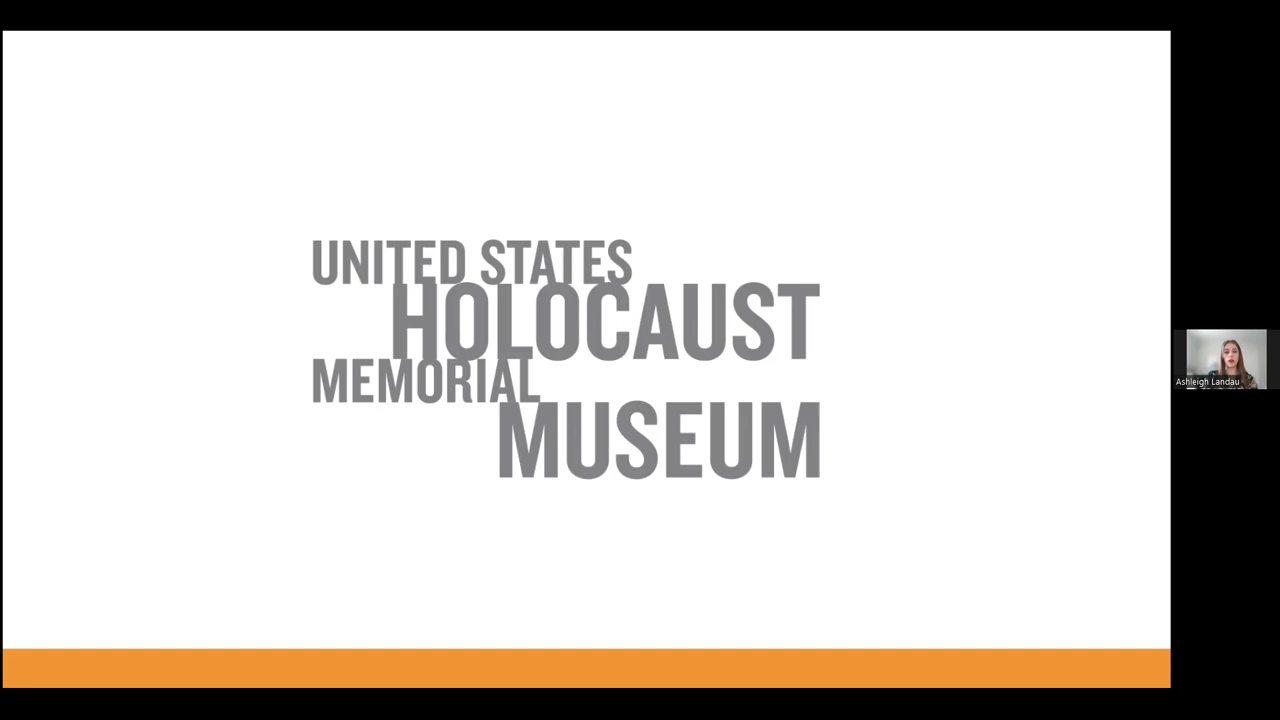 UNITED STATES
HOLOCAUST
MEMORIAL
MUSEUM
Ashleigh Landau